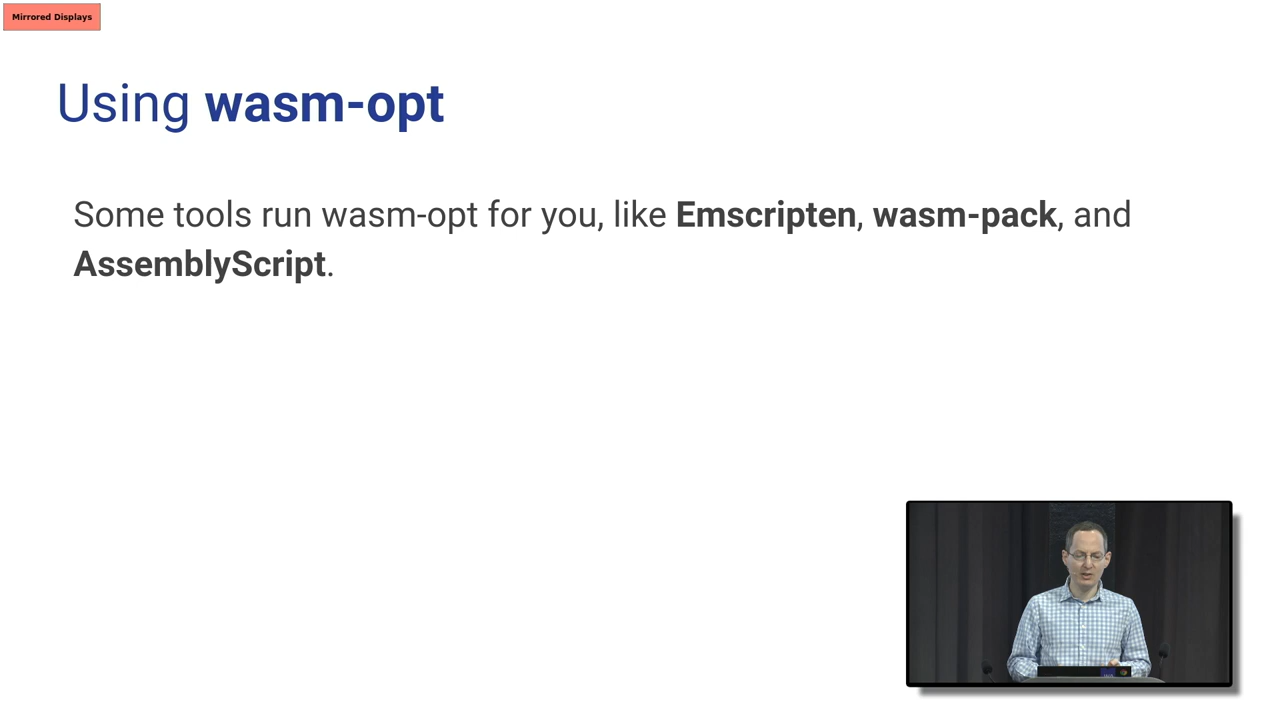 Mirrored Displays
Using wasm-opt
Some tools run wasm-opt for you, like Emscripten, wasm-pack, and
AssemblyScript.